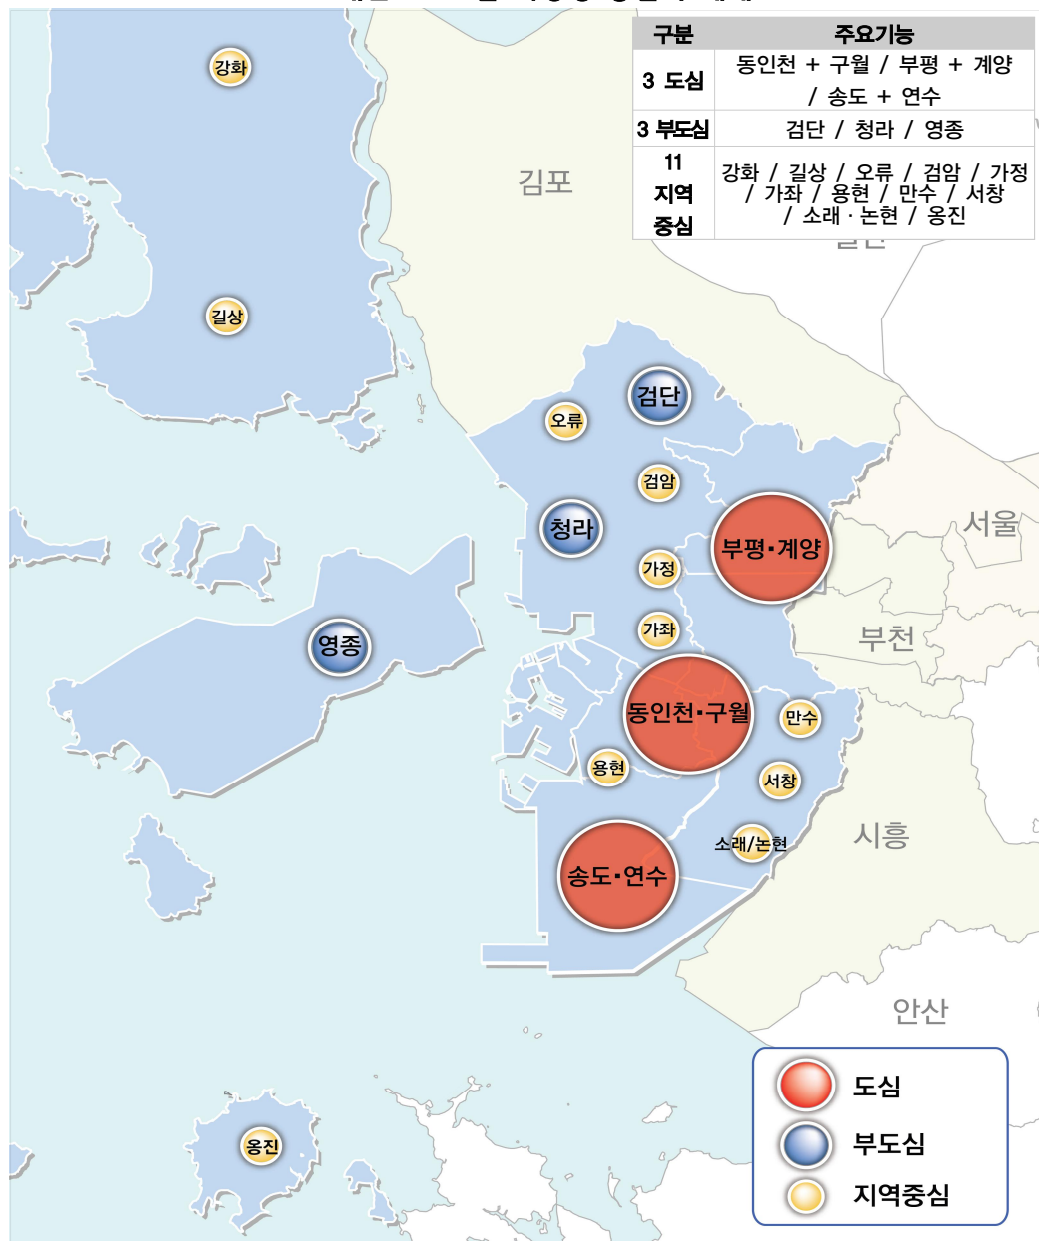 구분 주요기능
3 도심 동인천 + 구월 / 부평 + 계양
/ 송도 + 연수
3 부도심 검단 / 청라 / 영종
11
지역
중심
강화 / 길상 / 오류 / 검암 / 가정
/ 가좌 / 용현 / 만수 / 서창
/ 소래 · 논현 / 옹진
강화
김포
길상
검단
오류
검암
청라
서울
부평·계양
가정
가좌
부천
영종
동인천·구월
만수
용현
서창
소래/논현
시흥
송도·연수
안산
도심
부도심
옹진
지역중심